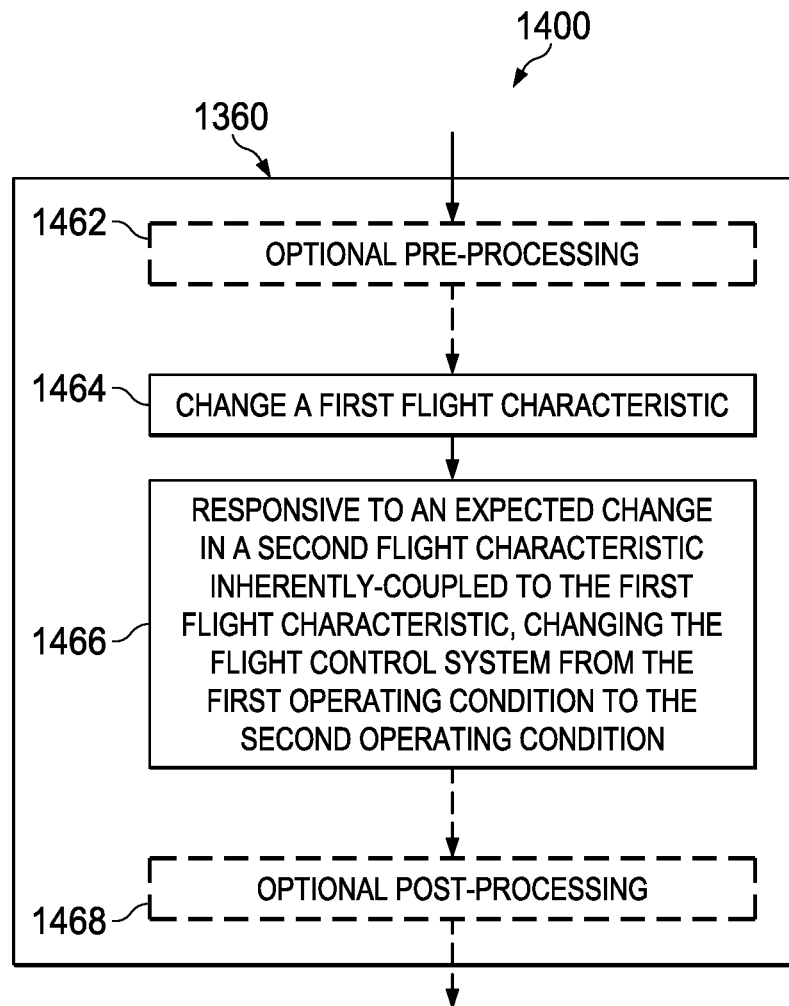 1400
1360
1462
OPTIONAL PRE-PROCESSING
1464
CHANGE A FIRST FLIGHT CHARACTERISTIC
RESPONSIVE TO AN EXPECTED CHANGE
IN A SECOND FLIGHT CHARACTERISTIC
INHERENTLY-COUPLED TO THE FIRST
FLIGHT CHARACTERISTIC, CHANGING THE
1466
FLIGHT CONTROL SYSTEM FROM THE
FIRST OPERATING CONDITION TO THE
SECOND OPERATING CONDITION
OPTIONAL POST-PROCESSING
1468